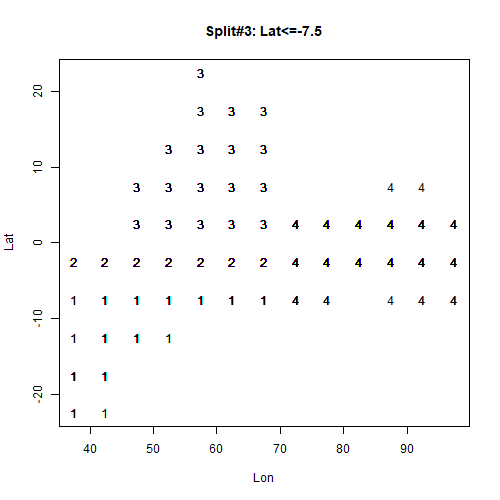 Split#3: Lat<=-7.5
3
20
3 3 3
3 3 3 3
10
3 3 3 3 3 4 4
3 3 3 3 3 4 4 4 4 4 4
0
2 2 2 2 2 2 2 4 4 4 4 4 4
1 1 1 1 1 1 1 4 4 4 4 4
-10
1 1 1 1
1 1
-20
1 1
Lat
40 50 60 70 80 90
Lon